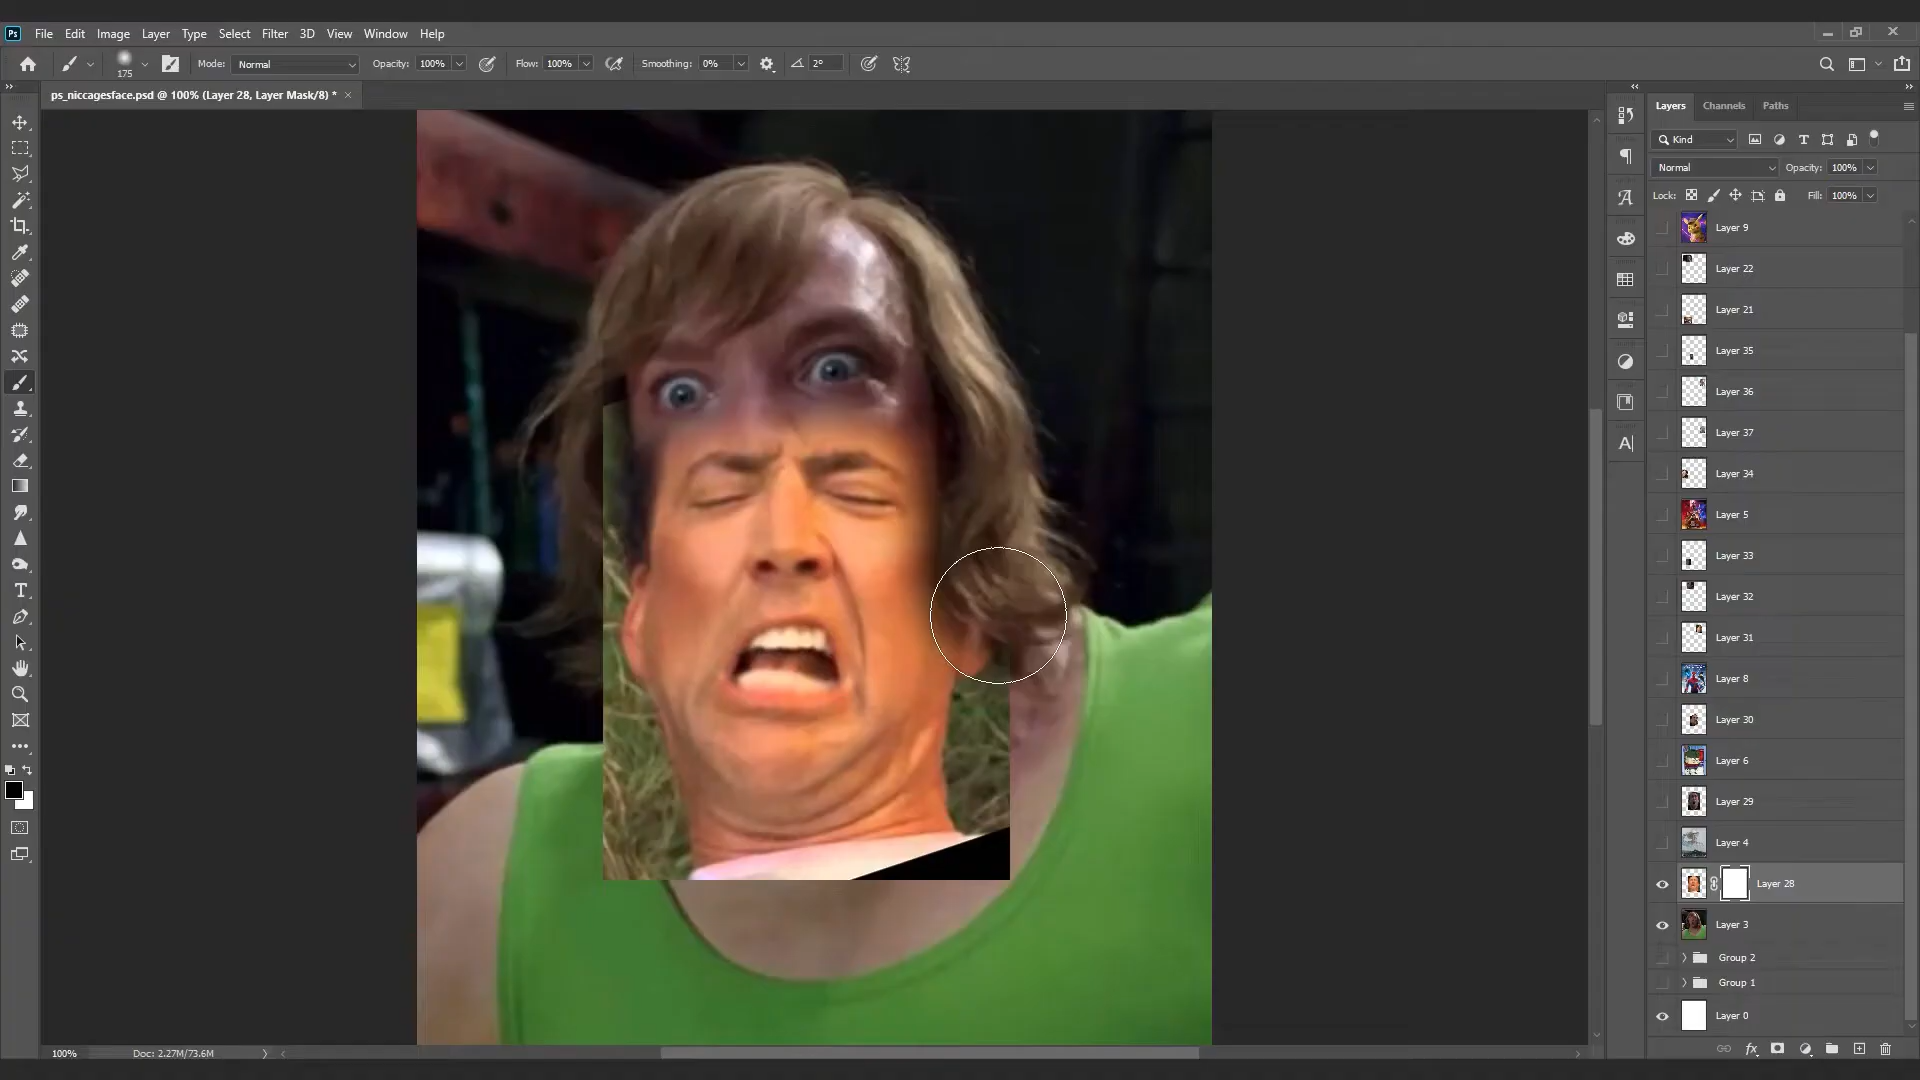 Ps File Edit Image Layer Type Select Filter 3D View Window Help
175 Mode: Normal Opacity: 100% Flow: 100% Smoothing: 0% 2°
ps_niccagesface.psd @ 100% (Layer 28, Layer Mask/8) *
Layers Channels Paths
Kind
Normal Opacity: 100%
Lock: Fill: 100%
Layer 9
Layer 22
Layer 21
Layer 35
Layer 36
Layer 37
Layer 34
Layer 5
Layer 33
Layer 32
Layer 31
Layer 8
Layer 30
Layer 6
Layer 29
Layer 4
Layer 28
Layer 3
Group 2
Group 1
Layer 0
100% Doc: 2.27M/73.6M